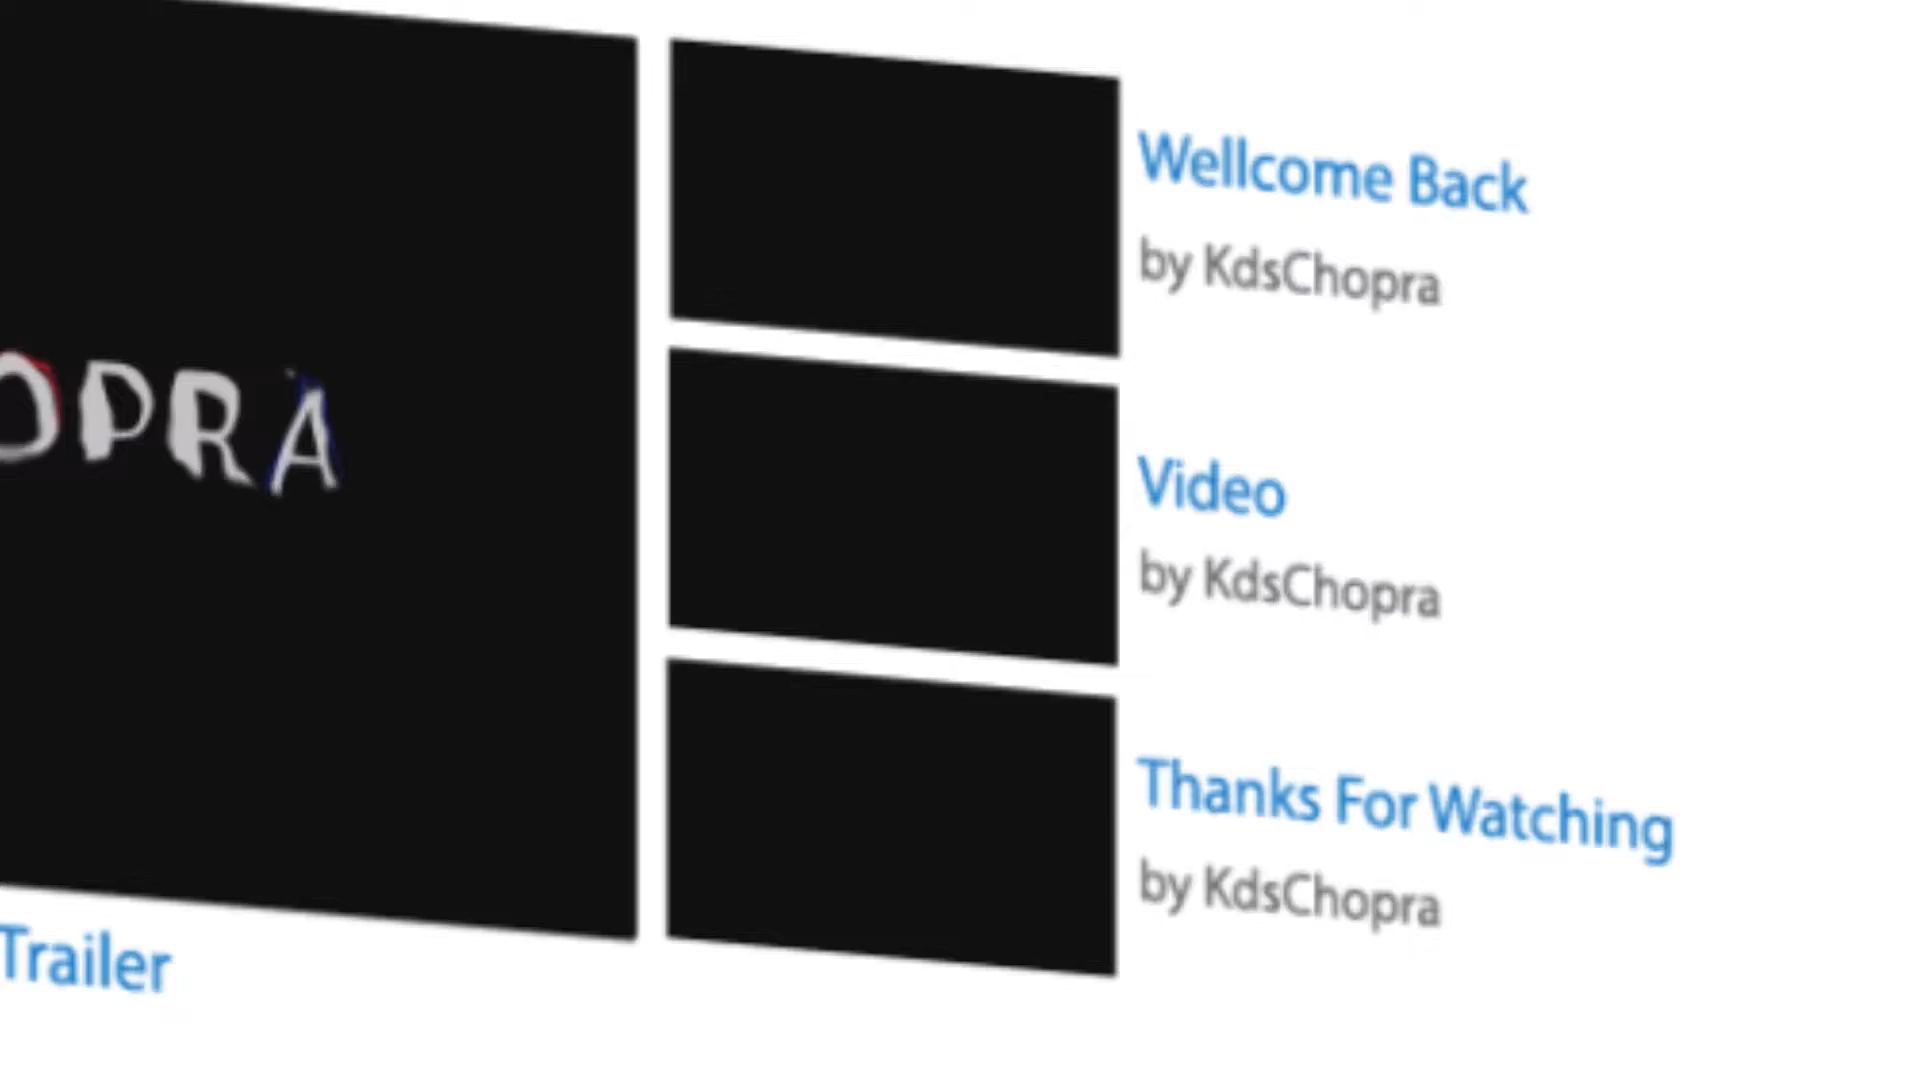 OPRA
Trailer
Wellcome Back
by KdsChopra
Video
by KdsChopra
Thanks For Watching
by KdsChopra